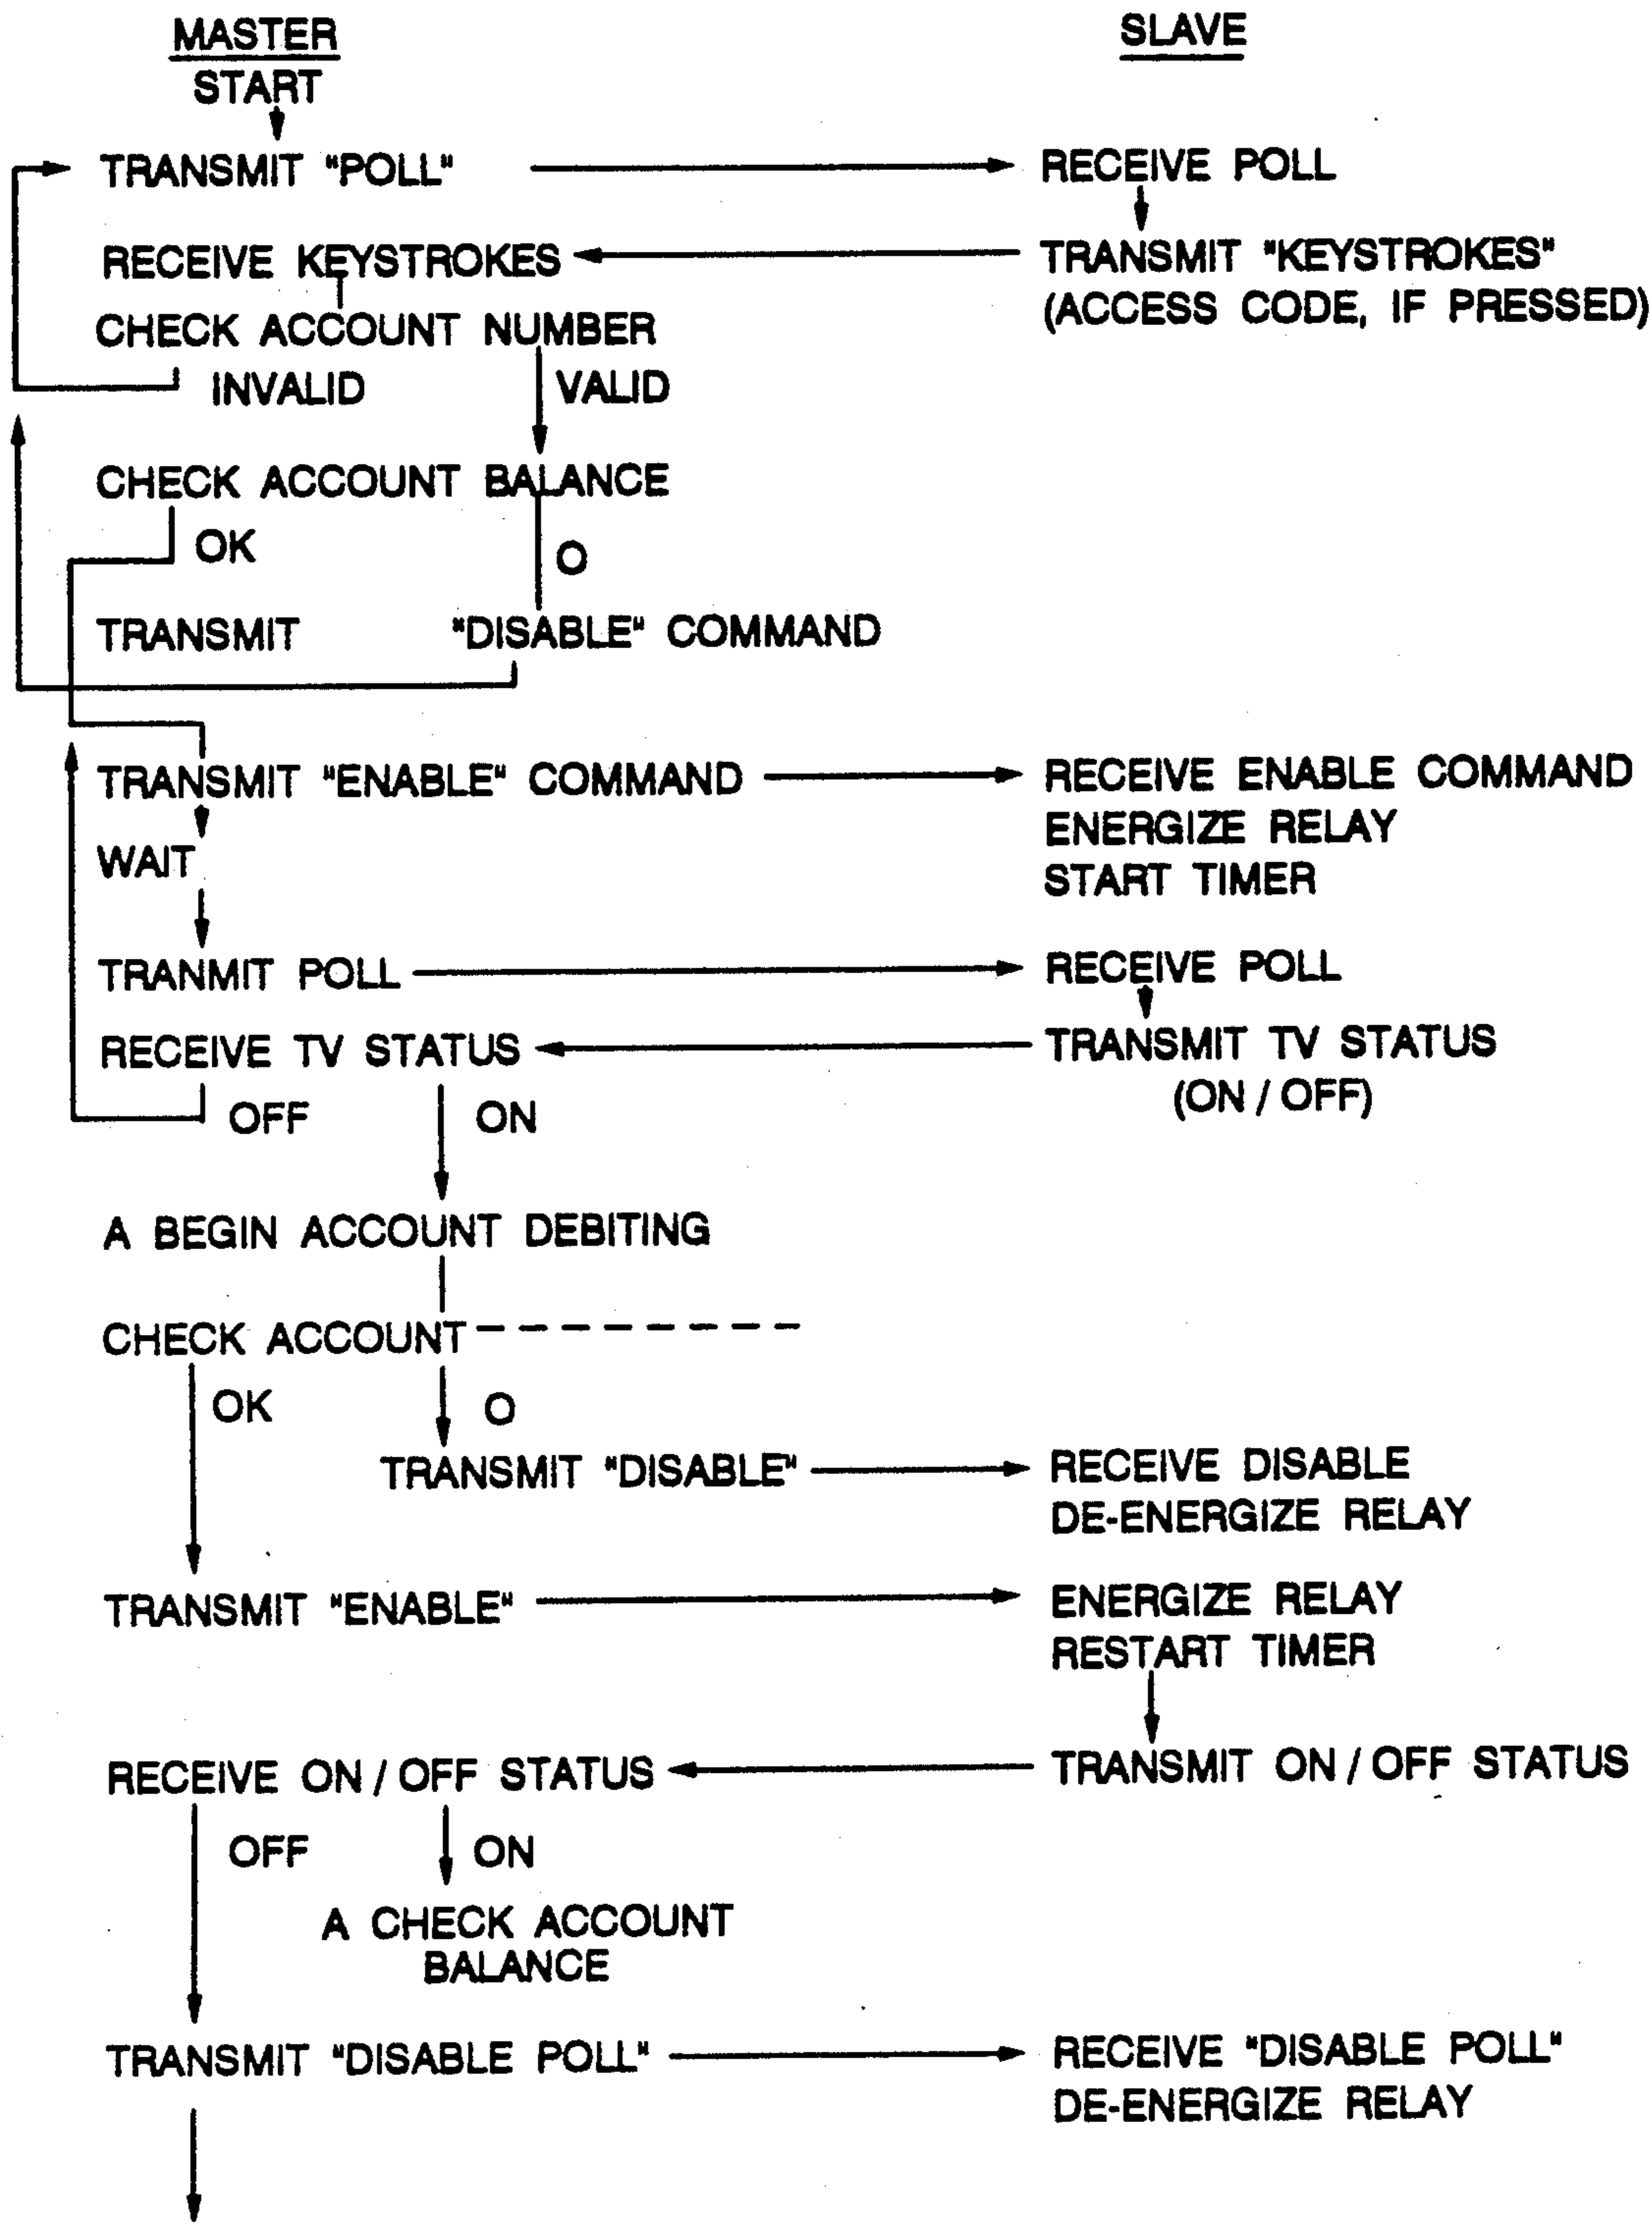 MASTER
SLAVE
START
TRANSMIT "POLL"
RECEIVE POLL
RECEIVE KEYSTROKES
TRANSMIT "KEYSTROKES"
(ACCESS CODE, IF PRESSED)
CHECK ACCOUNT NUMBER
INVALID
VALID
CHECK ACCOUNT BALANCE
OK
O
TRANSMIT "DISABLE" COMMAND
TRANSMIT "ENABLE" COMMAND
RECEIVE ENABLE COMMAND
ENERGIZE RELAY
START TIMER
WAIT
TRANMIT POLL
RECEIVE POLL
RECEIVE TV STATUS
TRANSMIT TV STATUS
(ON / OFF)
OFF
ON
A BEGIN ACCOUNT DEBITING
CHECK ACCOUNT
OK
O
TRANSMIT "DISABLE"
RECEIVE DISABLE
DE-ENERGIZE RELAY
TRANSMIT "ENABLE"
ENERGIZE RELAY
RESTART TIMER
RECEIVE ON / OFF STATUS
TRANSMIT ON / OFF STATUS
OFF
ON
A CHECK ACCOUNT
BALANCE
TRANSMIT "DISABLE POLL"
RECEIVE "DISABLE POLL"
DE-ENERGIZE RELAY